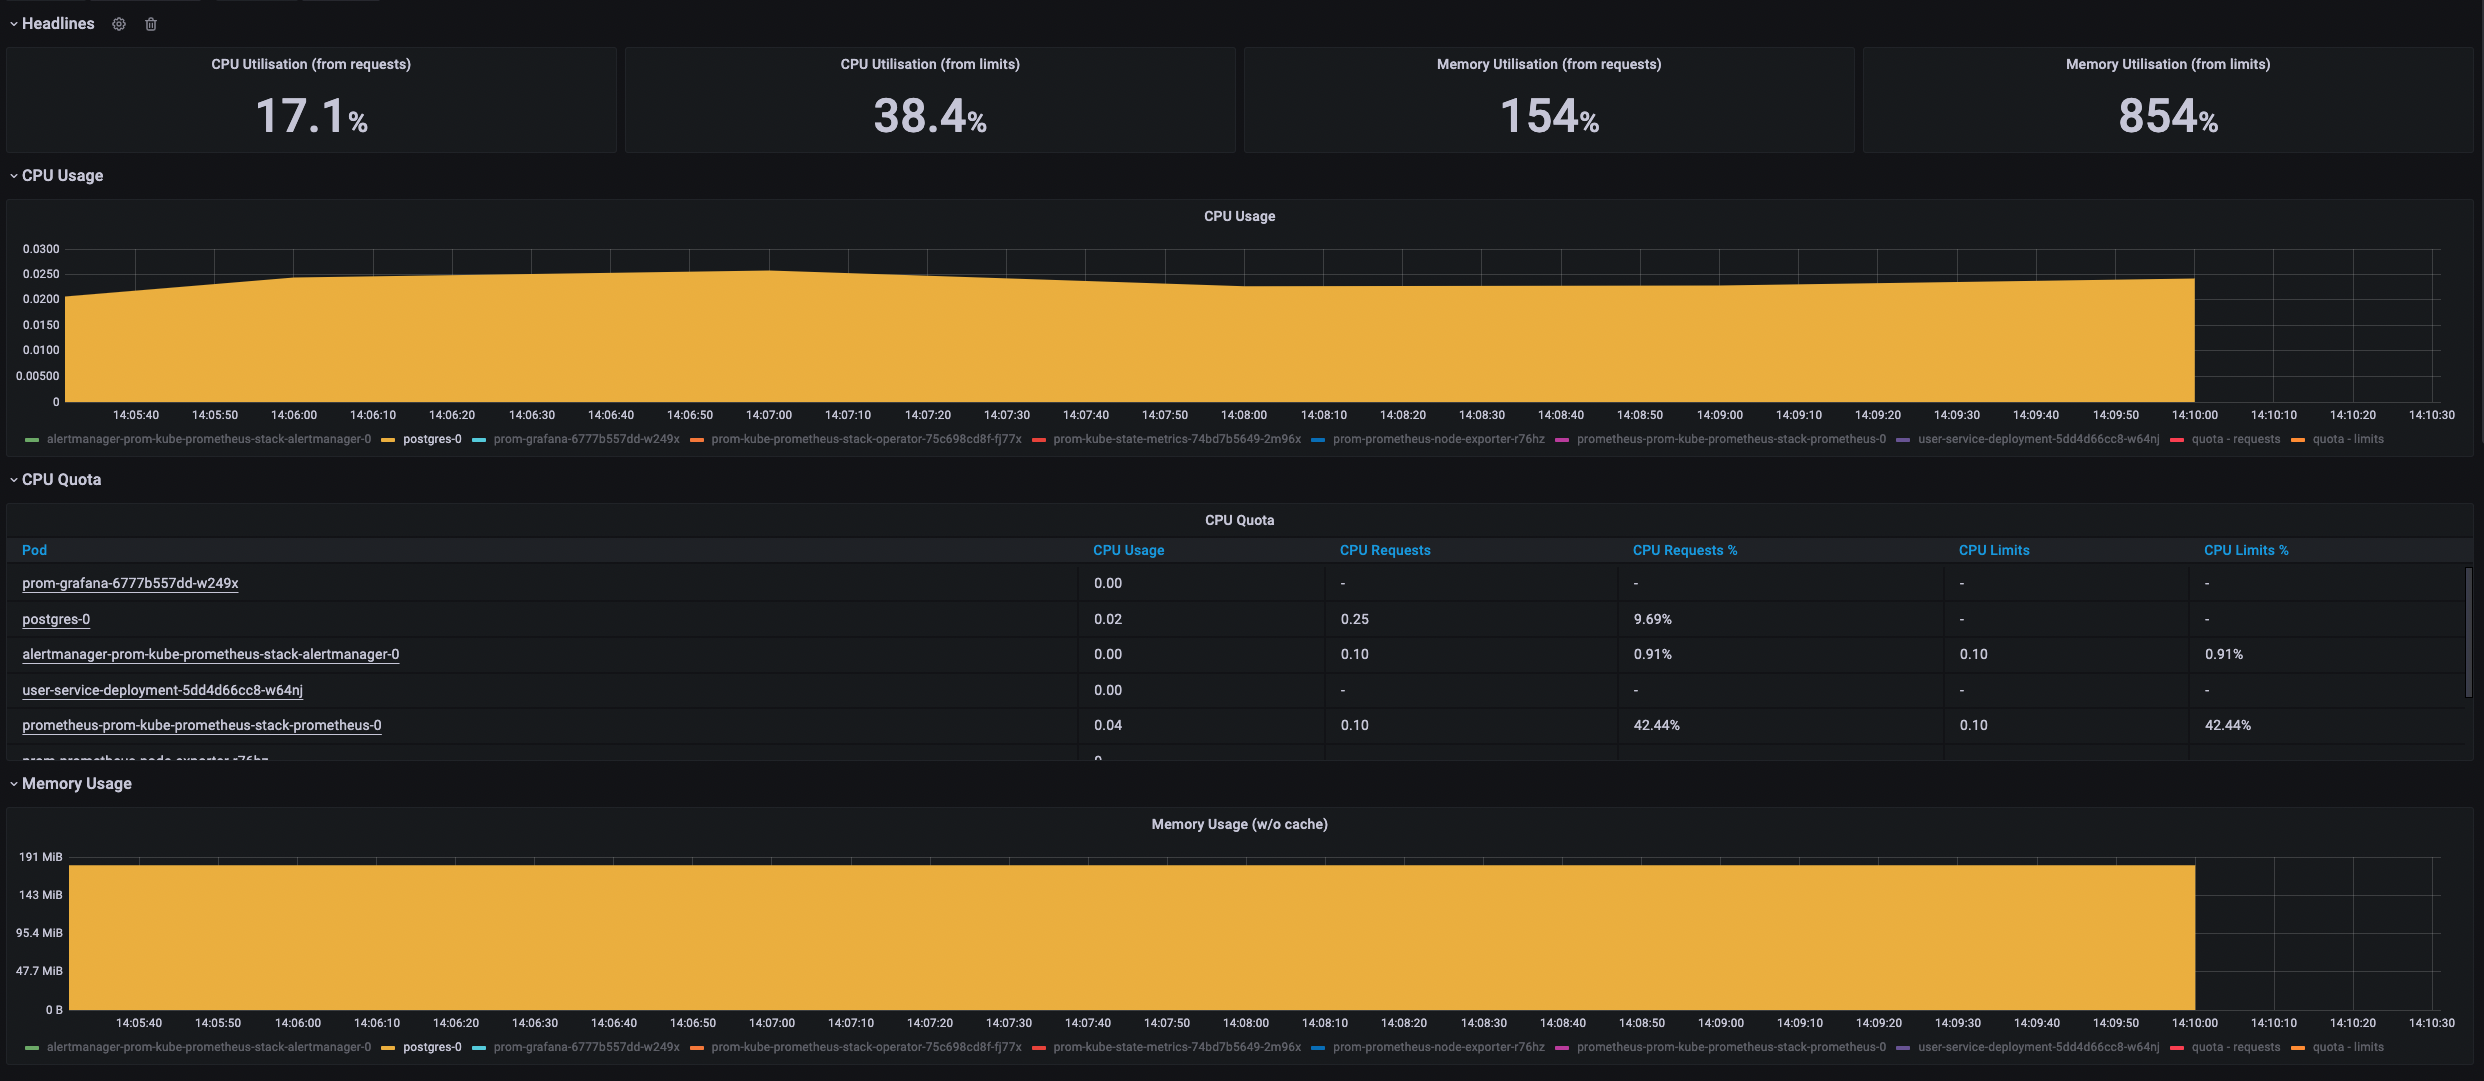 Headlines
CPU Utilisation (from requests) CPU Utilisation (from limits) Memory Utilisation (from requests) Memory Utilisation (from limits)
17.1% 38.4% 154% 854%
CPU Usage
CPU Usage
0.0300
0.0250
0.0200
0.0150
0.0100
0.00500
0
14:05:40 14:05:50 14:06:00 14:06:10 14:06:20 14:06:30 14:06:40 14:06:50 14:07:00 14:07:10 14:07:20 14:07:30 14:07:40 14:07:50 14:08:00 14:08:10 14:08:20 14:08:30 14:08:40 14:08:50 14:09:00 14:09:10 14:09:20 14:09:30 14:09:40 14:09:50 14:10:00 14:10:10 14:10:20 14:10:30
alertmanager-prom-kube-prometheus-stack-alertmanager-0 postgres-0 prom-grafana-6777b557dd-w249x prom-kube-prometheus-stack-operator-75c698cd8f-fj77x prom-kube-state-metrics-74bd7b5649-2m96x prom-prometheus-node-exporter-r76hz prometheus-prom-kube-prometheus-stack-prometheus-0 user-service-deployment-5dd4d66cc8-w64nj quota - requests quota - limits
CPU Quota
CPU Quota
Pod CPU Usage CPU Requests CPU Requests % CPU Limits CPU Limits %
prom-grafana-6777b557dd-w249x 0.00 - - - -
postgres-0 0.02 0.25 9.69% - -
alertmanager-prom-kube-prometheus-stack-alertmanager-0 0.00 0.10 0.91% 0.10 0.91%
user-service-deployment-5dd4d66cc8-w64nj 0.00 - - - -
prometheus-prom-kube-prometheus-stack-prometheus-0 0.04 0.10 42.44% 0.10 42.44%
prom-prometheus-node-exporter-r76hz 0
Memory Usage
Memory Usage (w/o cache)
191 MiB
143 MiB
95.4 MiB
47.7 MiB
0 B
14:05:40 14:05:50 14:06:00 14:06:10 14:06:20 14:06:30 14:06:40 14:06:50 14:07:00 14:07:10 14:07:20 14:07:30 14:07:40 14:07:50 14:08:00 14:08:10 14:08:20 14:08:30 14:08:40 14:08:50 14:09:00 14:09:10 14:09:20 14:09:30 14:09:40 14:09:50 14:10:00 14:10:10 14:10:20 14:10:30
alertmanager-prom-kube-prometheus-stack-alertmanager-0 postgres-0 prom-grafana-6777b557dd-w249x prom-kube-prometheus-stack-operator-75c698cd8f-fj77x prom-kube-state-metrics-74bd7b5649-2m96x prom-prometheus-node-exporter-r76hz prometheus-prom-kube-prometheus-stack-prometheus-0 user-service-deployment-5dd4d66cc8-w64nj quota - requests quota - limits